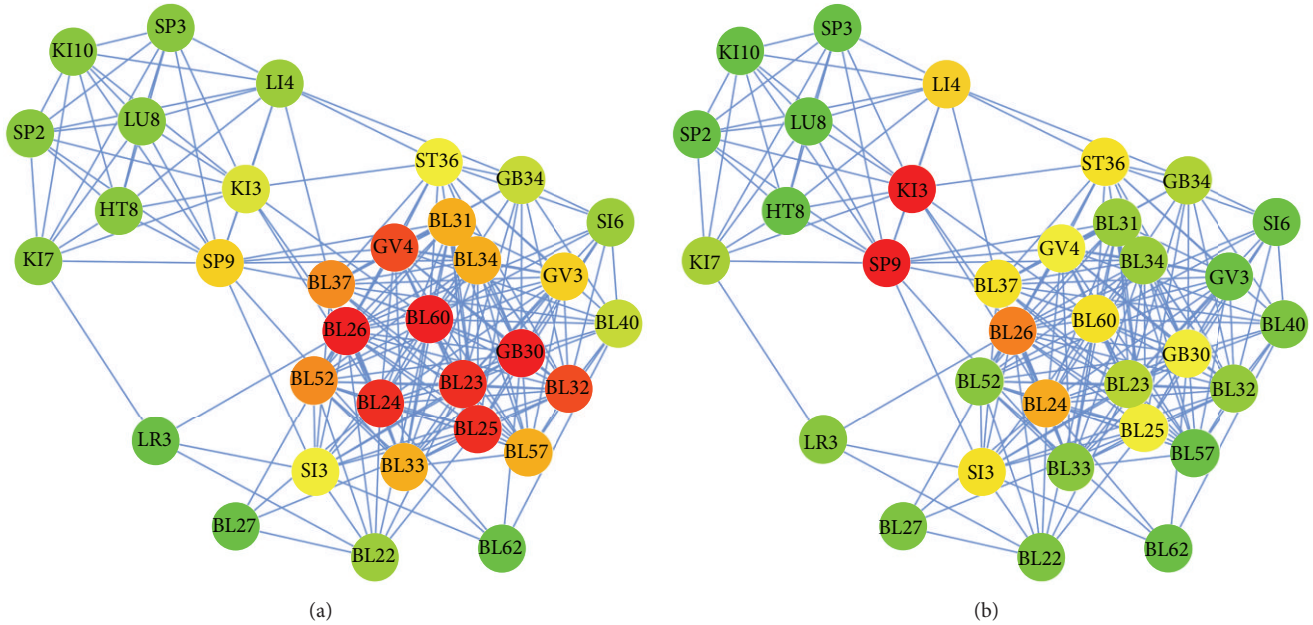 SP3
KI10
LI4
LU8
SP2
ST36
GB34
KI3
HT8
SI6
BL31
GV4
BL34
KI7
SP9
GV3
BL37
BL60
BL40
BL26
GB30
BL52
BL23
BL32
BL24
BL25
LR3
BL57
SI3
BL33
BL27
BL22
BL62
(a)
SP3
KI10
LI4
LU8
SP2
ST36
GB34
KI3
HT8
SI6
BL31
GV4
BL34
KI7
SP9
GV3
BL37
BL60
BL40
BL26
GB30
BL52
BL23
BL32
BL24
BL25
LR3
BL57
SI3
BL33
BL27
BL22
BL62
(b)